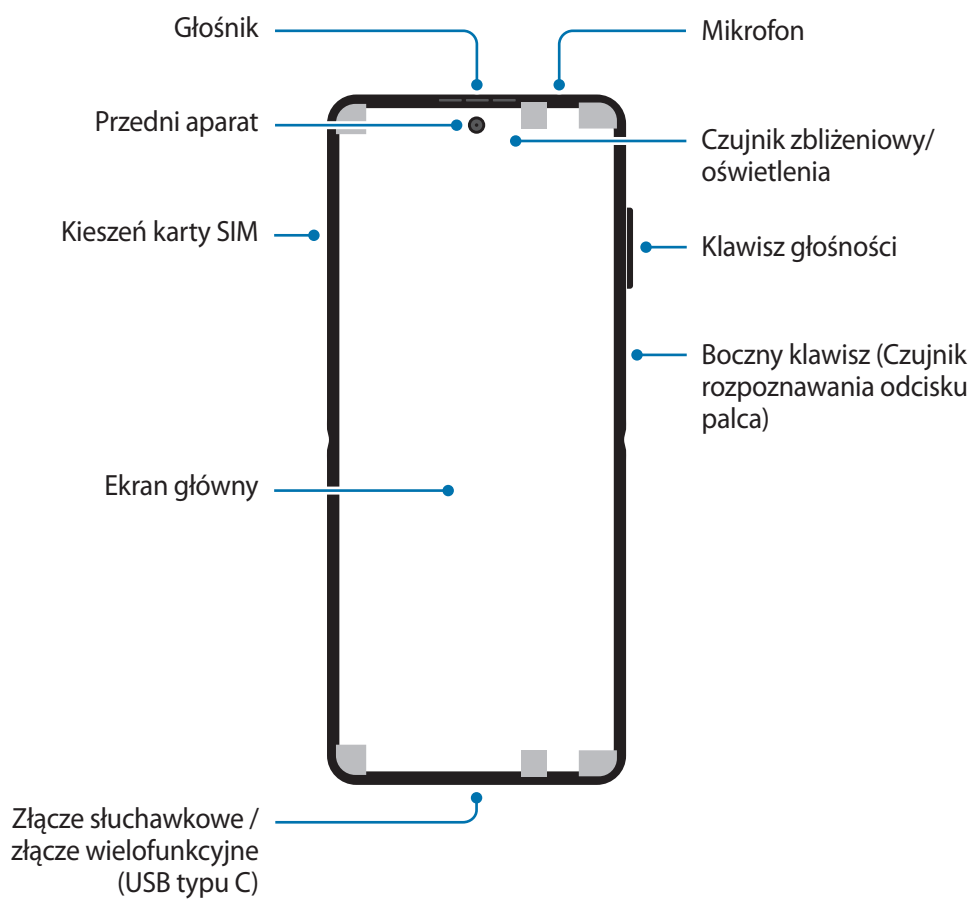 Głośnik
Mikrofon
Przedni aparat
Czujnik zbliżeniowy/
oświetlenia
Kieszeń karty SIM
Klawisz głośności
Boczny klawisz (Czujnik
rozpoznawania odcisku
palca)
Ekran główny
Złącze słuchawkowe /
złącze wielofunkcyjne
(USB typu C)